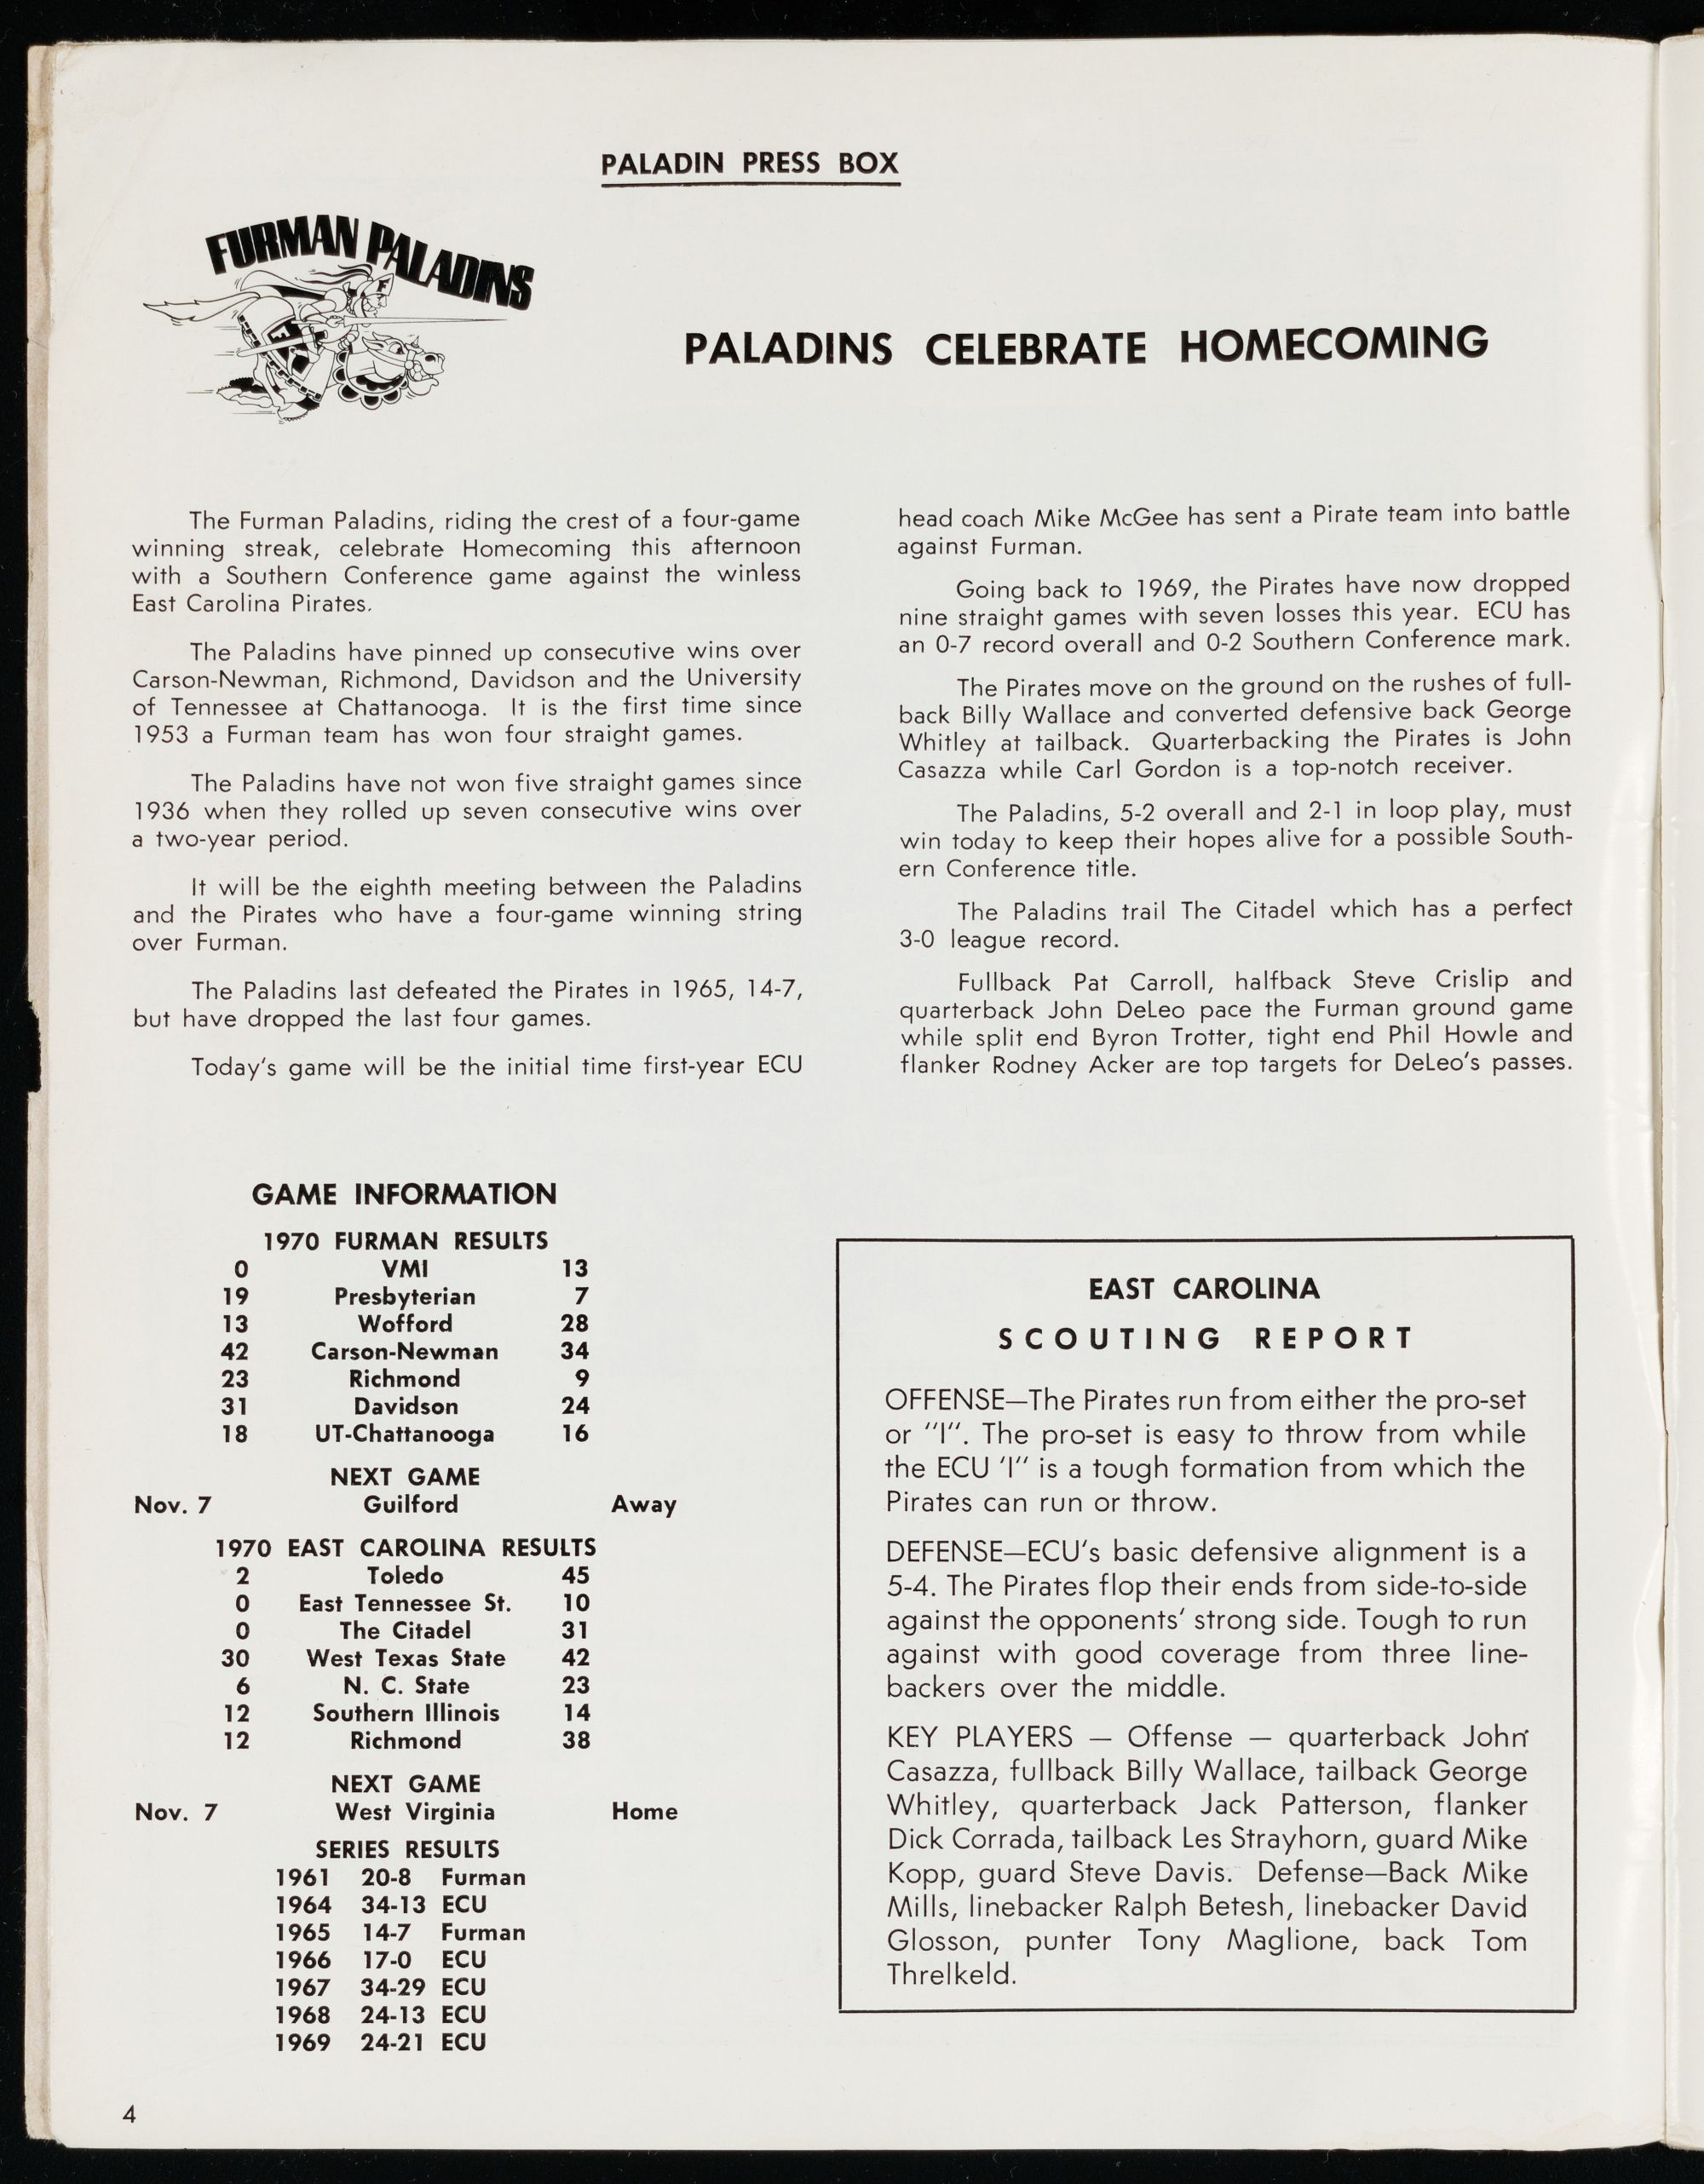 PALADIN PRESS BOX
FURMAN PALADINS
PALADINS CELEBRATE HOMECOMING
The Furman Paladins, riding the crest of a four-game
winning streak, celebrate Homecoming this afternoon
with a Southern Conference game against the winless
East Carolina Pirates.
The Paladins have pinned up consecutive wins over
Carson-Newman, Richmond, Davidson and the University
of Tennessee at Chattanooga. It is the first time since
1953 a Furman team has won four straight games.
The Paladins have not won five straight games since
1936 when they rolled up seven consecutive wins over
a two-year period.
It will be the eighth meeting between the Paladins
and the Pirates who have a four-game winning string
over Furman.
The Paladins last defeated the Pirates in 1965, 14-7,
but have dropped the last four games.
Today's game will be the initial time first-year ECU
head coach Mike McGee has sent a Pirate team into battle
against Furman.
Going back to 1969, the Pirates have now dropped
nine straight games with seven losses this year. ECU has
an 0-7 record overall and 0-2 Southern Conference mark.
The Pirates move on the ground on the rushes of full-
back Billy Wallace and converted defensive back George
Whitley at tailback. Quarterbacking the Pirates is John
Casazza while Carl Gordon is a top-notch receiver.
The Paladins, 5-2 overall and 2-1 in loop play, must
win today to keep their hopes alive for a possible South-
ern Conference title.
The Paladins trail The Citadel which has a perfect
3-0 league record.
Fullback Pat Carroll, halfback Steve Crislip and
quarterback John DeLeo pace the Furman ground game
while split end Byron Trotter, tight end Phil Howle and
flanker Rodney Acker are top targets for DeLeo's passes.
GAME INFORMATION
1970 FURMAN RESULTS
0 VMI 13
19 Presbyterian 7
13 Wofford 28
42 Carson-Newman 34
23 Richmond 9
31 Davidson 24
18 UT-Chattanooga 16
NEXT GAME
Nov. 7 Guilford Away
1970 EAST CAROLINA RESULTS
2 Toledo 45
0 East Tennessee St. 10
0 The Citadel 31
30 West Texas State 42
6 N. C. State 23
12 Southern Illinois 14
12 Richmond 38
NEXT GAME
Nov. 7 West Virginia Home
SERIES RESULTS
1961 20-8 Furman
1964 34-13 ECU
1965 14-7 Furman
1966 17-0 ECU
1967 34-29 ECU
1968 24-13 ECU
1969 24-21 ECU
EAST CAROLINA
SCOUTING REPORT
OFFENSE—The Pirates run from either the pro-set
or "I". The pro-set is easy to throw from while
the ECU 'I" is a tough formation from which the
Pirates can run or throw.
DEFENSE—ECU's basic defensive alignment is a
5-4. The Pirates flop their ends from side-to-side
against the opponents' strong side. Tough to run
against with good coverage from three line-
backers over the middle.
KEY PLAYERS — Offense — quarterback John
Casazza, fullback Billy Wallace, tailback George
Whitley, quarterback Jack Patterson, flanker
Dick Corrada, tailback Les Strayhorn, guard Mike
Kopp, guard Steve Davis. Defense—Back Mike
Mills, linebacker Ralph Betesh, linebacker David
Glosson, punter Tony Maglione, back Tom
Threlkeld.
4